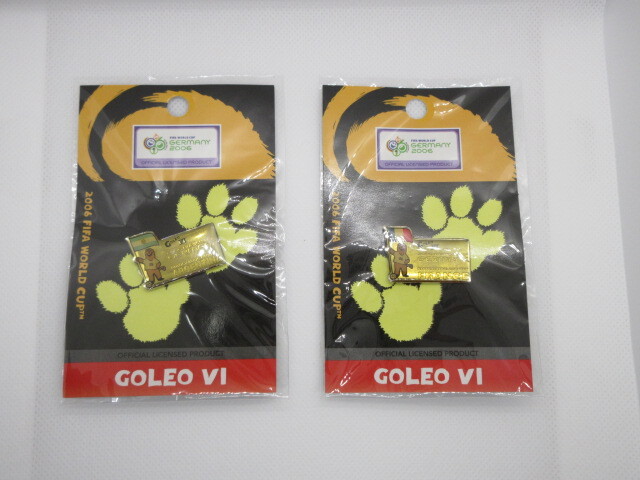 FIFA WORLD CUP
GERMANY
2006
OFFICIAL LICENSED PRODUCT
2006 FIFA WORLD CUP™
OFFICIAL LICENSED PRODUCT
GOLEO VI
FIFA WORLD CUP
GERMANY
2006
OFFICIAL LICENSED PRODUCT
2006 FIFA WORLD CUP™
OFFICIAL LICENSED PRODUCT
GOLEO VI